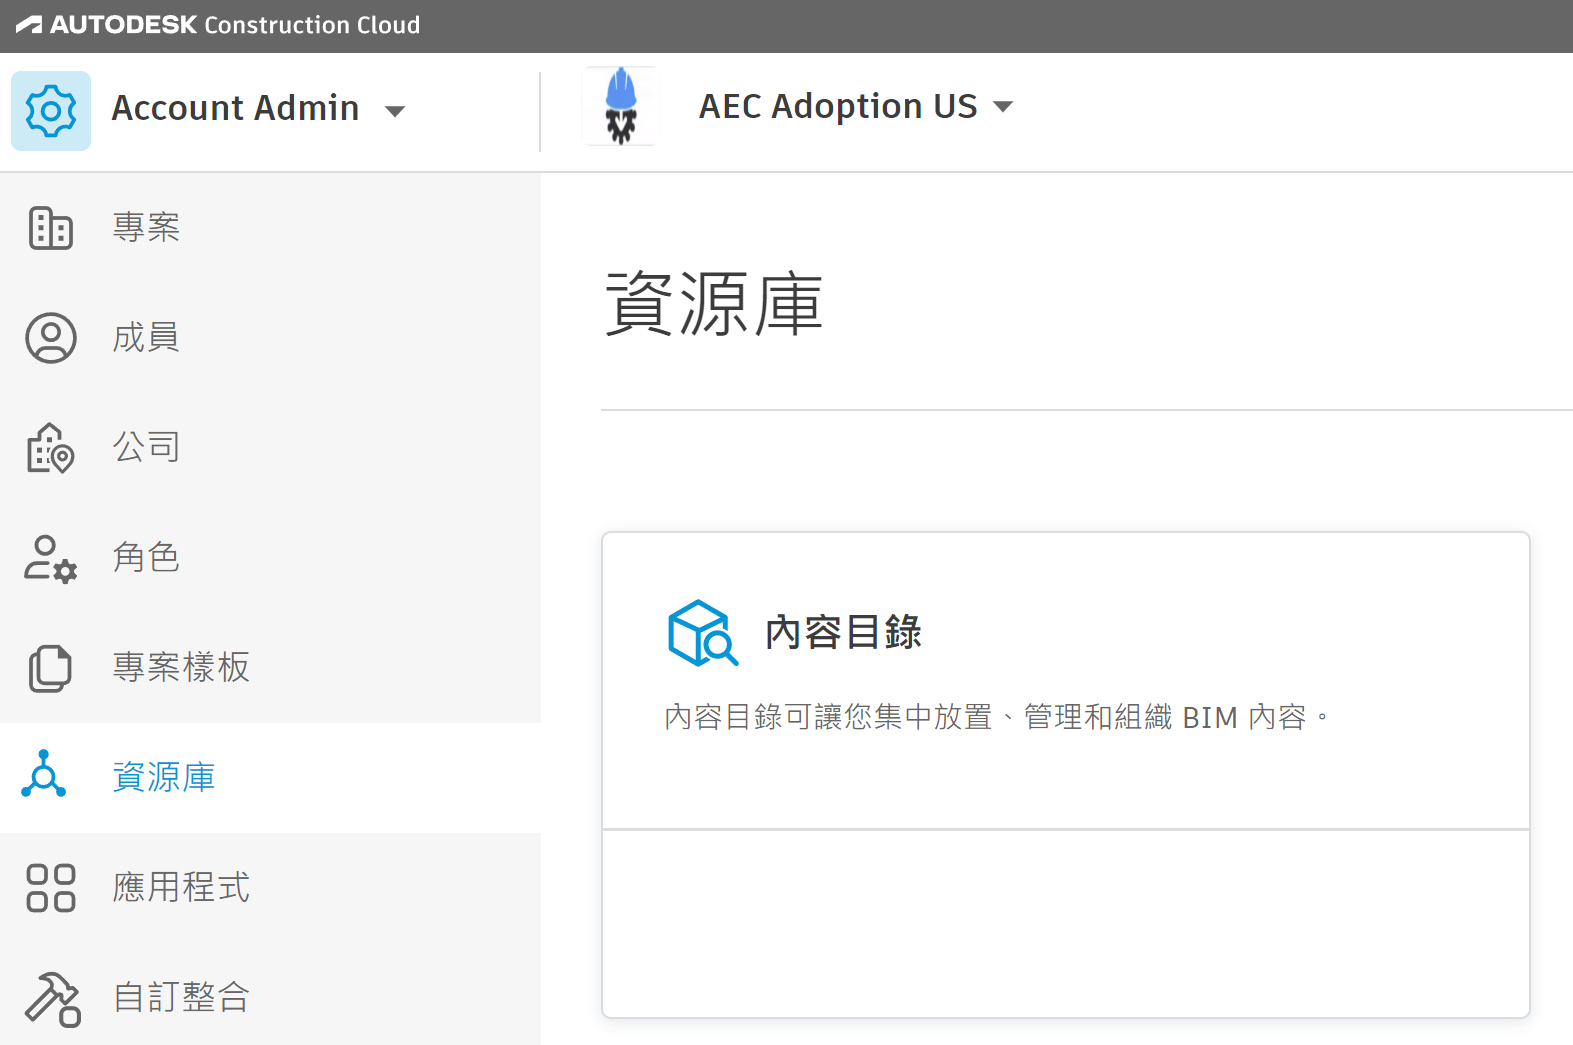 AUTODESK Construction Cloud
Account Admin
AEC Adoption US
專案
成員
公司
角色
專案樣板
資源庫
應用程式
自訂整合
資源庫
內容目錄
內容目錄可讓您集中放置、管理和組織 BIM 內容。